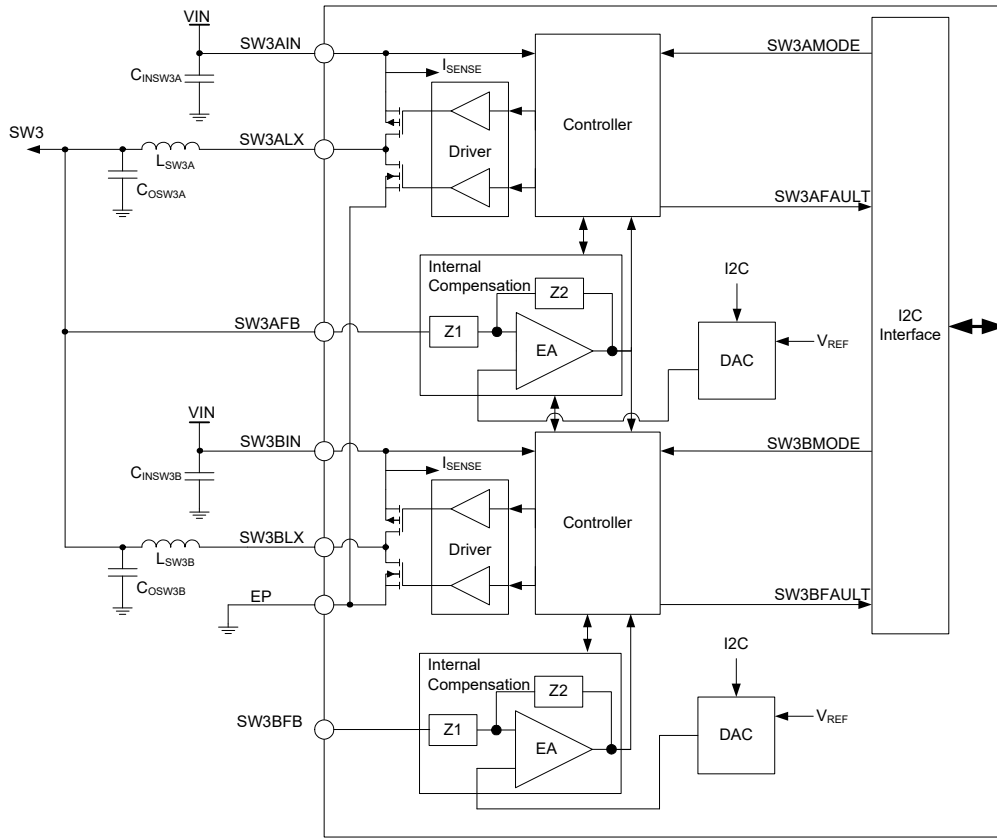 VIN
SW3AIN
SW3AMODE
CINSW3A
ISENSE
Controller
SW3
SW3ALX
LSW3A
Driver
COSW3A
SW3AFAULT
Internal
Compensation
I2C
Z2
SW3AFB
Z1
EA
DAC
VREF
I2C
Interface
VIN
SW3BIN
SW3BMODE
CINSW3B
ISENSE
Controller
SW3BLX
LSW3B
Driver
COSW3B
EP
SW3BFAULT
Internal
Compensation
I2C
Z2
SW3BFB
Z1
EA
DAC
VREF